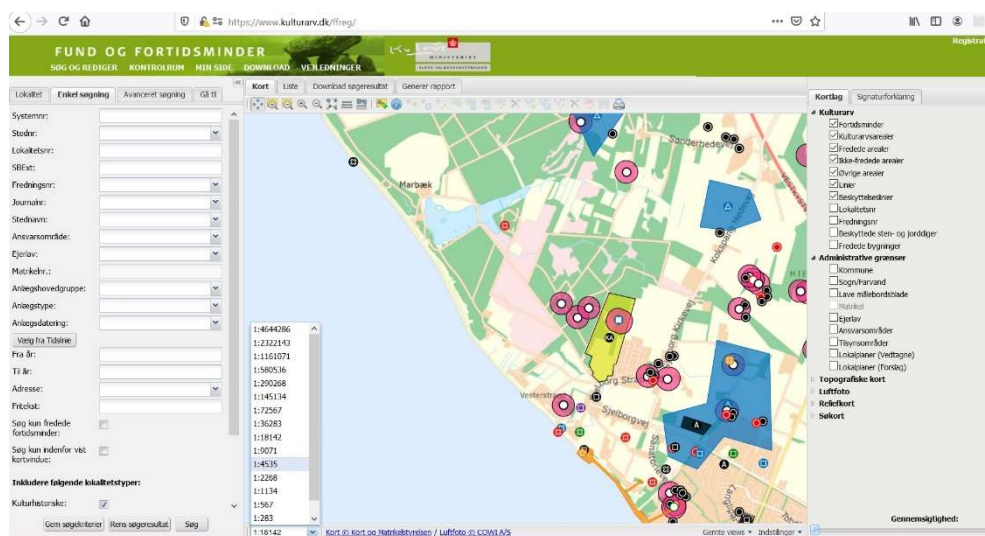 https://www.kulturarv.dk/ffreg/
FUND OG FORTIDSMINDER
SØG OG REDIGER KONTROLRUM MIN SIDE DOWNLOAD VEJLEDNINGER
Registrat
Lokalitet Enkel søgning Avanceret søgning Gå til
Systemnr:
Stednr:
Lokalitetsnr:
SBExt:
Fredningsnr:
Journalnr:
Stednavn:
Ansvarsområde:
Ejerlav:
Matrikelnr.:
Anlægshovedgruppe:
Anlægstype:
Anlægsdatering:
Vælg fra Tidslinie
Fra år:
Til år:
Adresse:
Fritekst:
Søg kun fredede
fortidsminder:
Søg kun indenfor vist
kortvindue:
Inkludere følgende lokalitetstyper:
Kulturhistoriske:
Gem søgekriterier Rens søgeresultat Søg
Kort Liste Download søgeresultat Generer rapport
Sønderhedevej
Marbæk
VESTKYSTV
Kokspang Hedevej
HJE
KA
Vesterstrand
Sjelborgvej
A
A
A
1:4644286
1:2322143
1:1161071
1:580536
1:290268
1:145134
1:72567
1:36283
1:18142
1:9071
1:4535
1:2268
1:1134
1:567
1:283
1:18142
Kort (c) Kort og Matrikelstyrelsen / Luftfoto (c) COWI A/S
Gemte views Indstillinger
Kortlag Signaturforklaring
Kulturarv
Fortidsminder
Kulturarvsarealer
Fredede arealer
Ikke-fredede arealer
Øvrige arealer
Linier
Beskyttelseslinier
Lokalitetsnr
Fredningsnr
Beskyttede sten- og jorddiger
Fredede bygninger
Administrative grænser
Kommune
Sogn/Farvand
Lave målebordsblade
Matrikel
Ejerlav
Ansvarsområder
Tilsynsområder
Lokalplaner (Vedtagne)
Lokalplaner (Forslag)
Topografiske kort
Luftfoto
Reliefkort
Søkort
Gennemsigtighed: